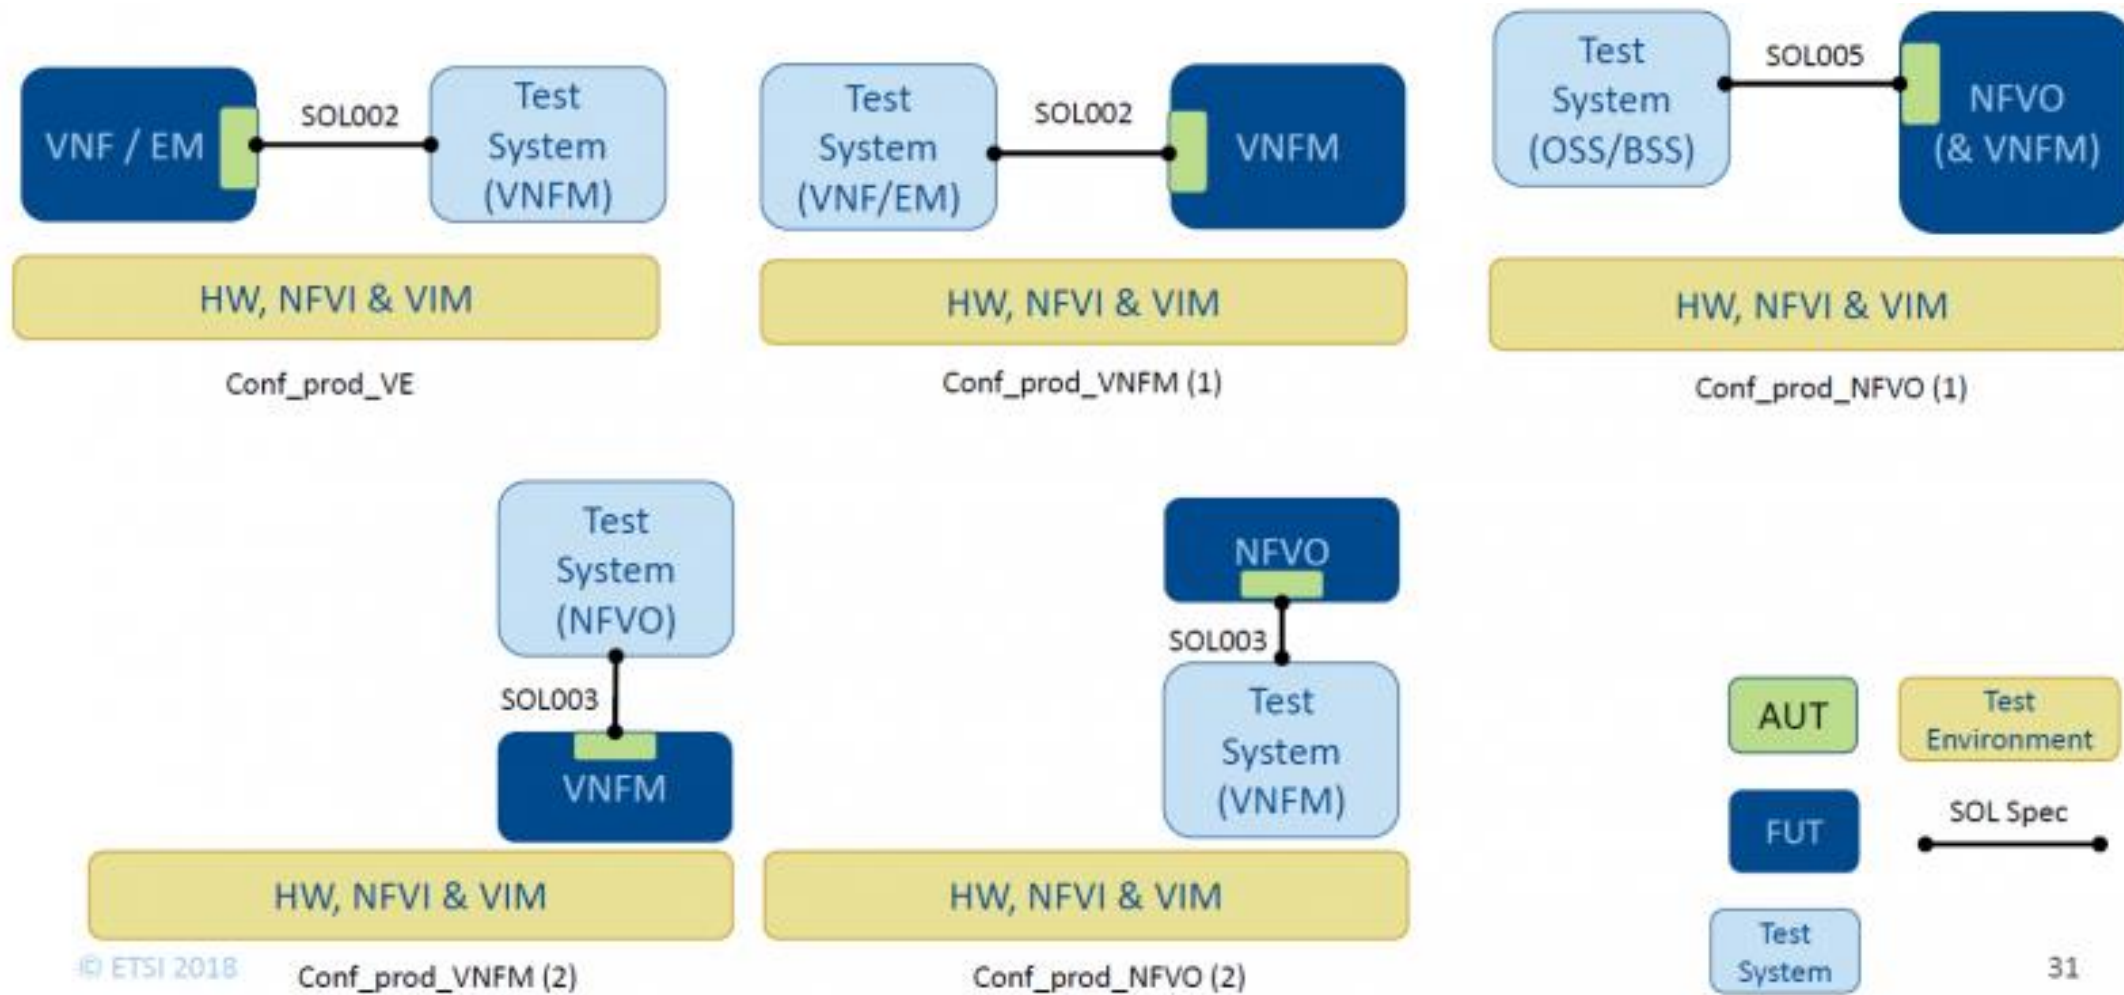 VNF / EM
SOL002
Test
System
(VNFM)
HW, NFVI & VIM
Conf_prod_VE
Test
System
(VNF/EM)
SOL002
VNFM
HW, NFVI & VIM
Conf_prod_VNFM (1)
Test
System
(OSS/BSS)
SOL005
NFVO
(& VNFM)
HW, NFVI & VIM
Conf_prod_NFVO (1)
Test
System
(NFVO)
SOL003
VNFM
HW, NFVI & VIM
Conf_prod_VNFM (2)
NFVO
SOL003
Test
System
(VNFM)
HW, NFVI & VIM
Conf_prod_NFVO (2)
AUT
Test
Environment
FUT
SOL Spec
Test
System
© ETSI 2018
31